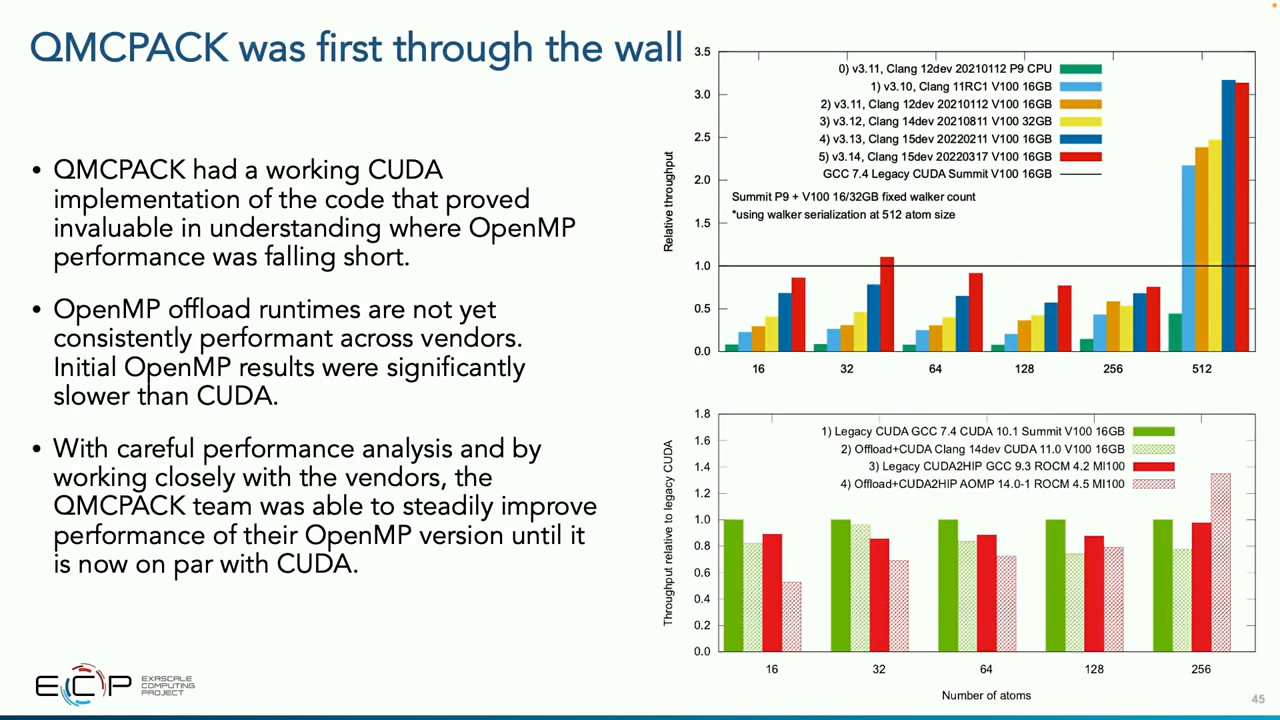 QMCPACK was first through the wall
• QMCPACK had a working CUDA
implementation of the code that proved
invaluable in understanding where OpenMP
performance was falling short.
• OpenMP offload runtimes are not yet
consistently performant across vendors.
Initial OpenMP results were significantly
slower than CUDA.
• With careful performance analysis and by
working closely with the vendors, the
QMCPACK team was able to steadily improve
performance of their OpenMP version until it
is now on par with CUDA.
3.5
3.0
2.5
2.0
1.5
1.0
0.5
0.0
Relative throughput
0) v3.11, Clang 12dev 20210112 P9 CPU
1) v3.10, Clang 11RC1 V100 16GB
2) v3.11, Clang 12dev 20210112 V100 16GB
3) v3.12, Clang 14dev 20210811 V100 32GB
4) v3.13, Clang 15dev 20220211 V100 16GB
5) v3.14, Clang 15dev 20220317 V100 16GB
GCC 7.4 Legacy CUDA Summit V100 16GB
Summit P9 + V100 16/32GB fixed walker count
*using walker serialization at 512 atom size
16 32 64 128 256 512
1.8
1.6
1.4
1.2
1.0
0.8
0.6
0.4
0.2
0.0
Throughput relative to legacy CUDA
1) Legacy CUDA GCC 7.4 CUDA 10.1 Summit V100 16GB
2) Offload+CUDA Clang 14dev CUDA 11.0 V100 16GB
3) Legacy CUDA2HIP GCC 9.3 ROCM 4.2 MI100
4) Offload+CUDA2HIP AOMP 14.0-1 ROCM 4.5 MI100
16 32 64 128 256
Number of atoms
ECP
EXASCALE
COMPUTING
PROJECT
45